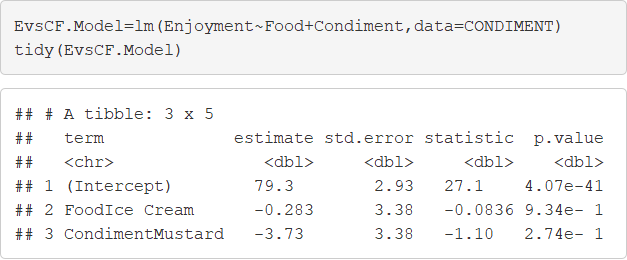 EvsCF.Model=lm(Enjoyment~Food+Condiment,data=CONDIMENT)
tidy(EvsCF.Model)
## # A tibble: 3 x 5
##   term             estimate std.error statistic  p.value
##   <chr>               <dbl>     <dbl>     <dbl>    <dbl>
## 1 (Intercept)        79.3        2.93   27.1    4.07e-41
## 2 FoodIce Cream      -0.283      3.38   -0.0836 9.34e- 1
## 3 CondimentMustard   -3.73       3.38   -1.10   2.74e- 1